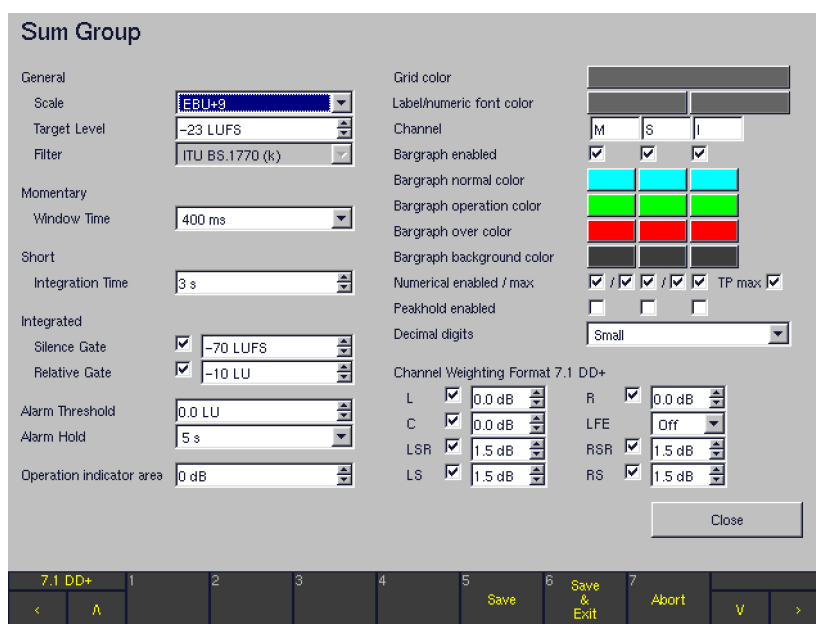 Sum Group
General
Scale EBU+9
Target Level -23 LUFS
Filter ITU BS.1770 (k)
Momentary
Window Time 400 ms
Short
Integration Time 3 s
Integrated
Silence Gate -70 LUFS
Relative Gate -10 LU
Alarm Threshold 0.0 LU
Alarm Hold 5 s
Operation indicator area 0 dB
Grid color
Label/numeric font color
Channel M S I
Bargraph enabled
Bargraph normal color
Bargraph operation color
Bargraph over color
Bargraph background color
Numerical enabled / max / / TP max
Peakhold enabled
Decimal digits Small
Channel Weighting Format 7.1 DD+
L 0.0 dB R 0.0 dB
C 0.0 dB LFE Off
LSR 1.5 dB RSR 1.5 dB
LS 1.5 dB RS 1.5 dB
Close
7.1 DD+ 1 2 3 4 5 6 7
Save
Save
&
Exit
Abort
< Λ V >